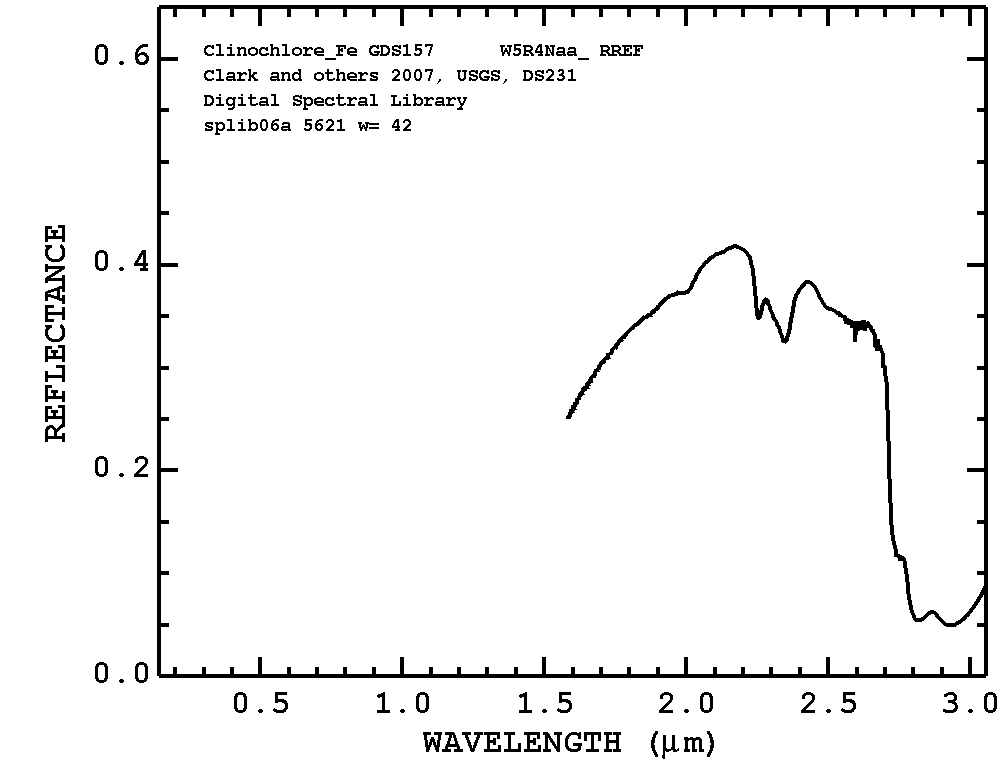 Clinochlore_Fe GDS157 W5R4Naa_ RREF
Clark and others 2007, USGS, DS231
Digital Spectral Library
splib06a 5621 w= 42
0.6
0.4
0.2
0.0
REFLECTANCE
0.5 1.0 1.5 2.0 2.5 3.0
WAVELENGTH (μm)